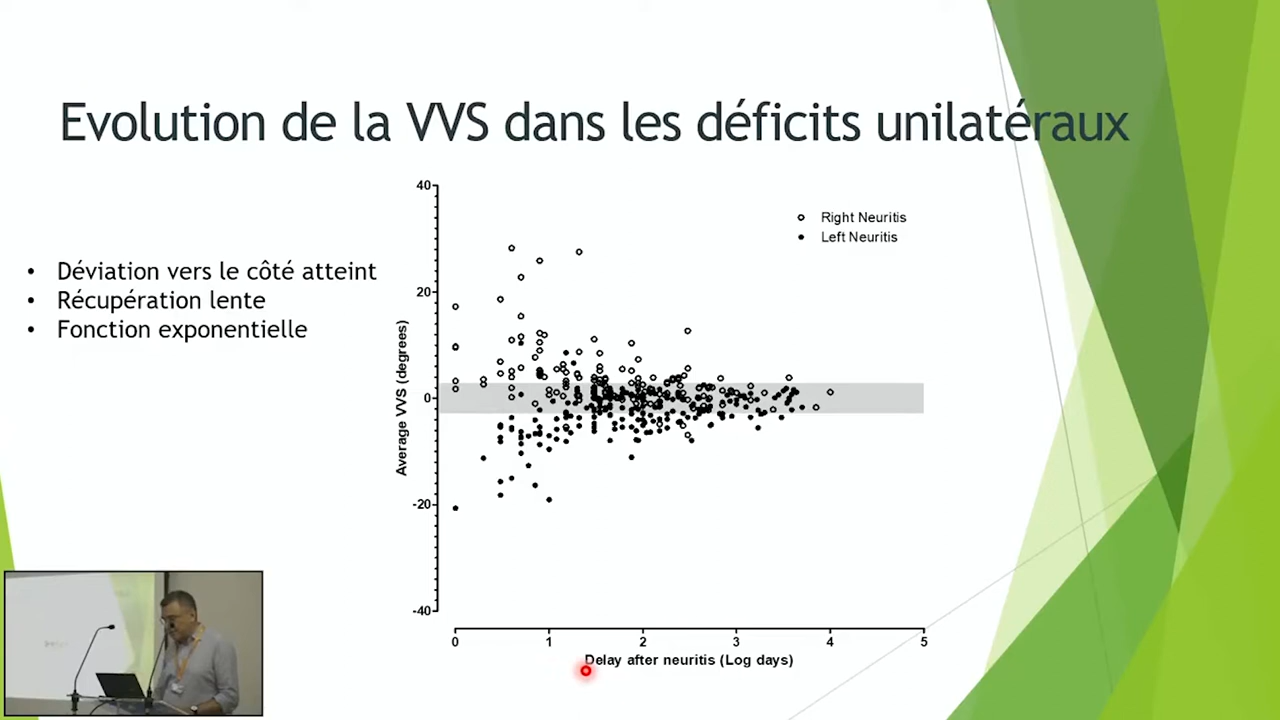 Evolution de la VVS dans les déficits unilatéraux
• Déviation vers le côté atteint
• Récupération lente
• Fonction exponentielle
40
20
0
-20
-40
Average VVS (degrees)
Right Neuritis
Left Neuritis
0 1 2 3 4 5
Delay after neuritis (Log days)